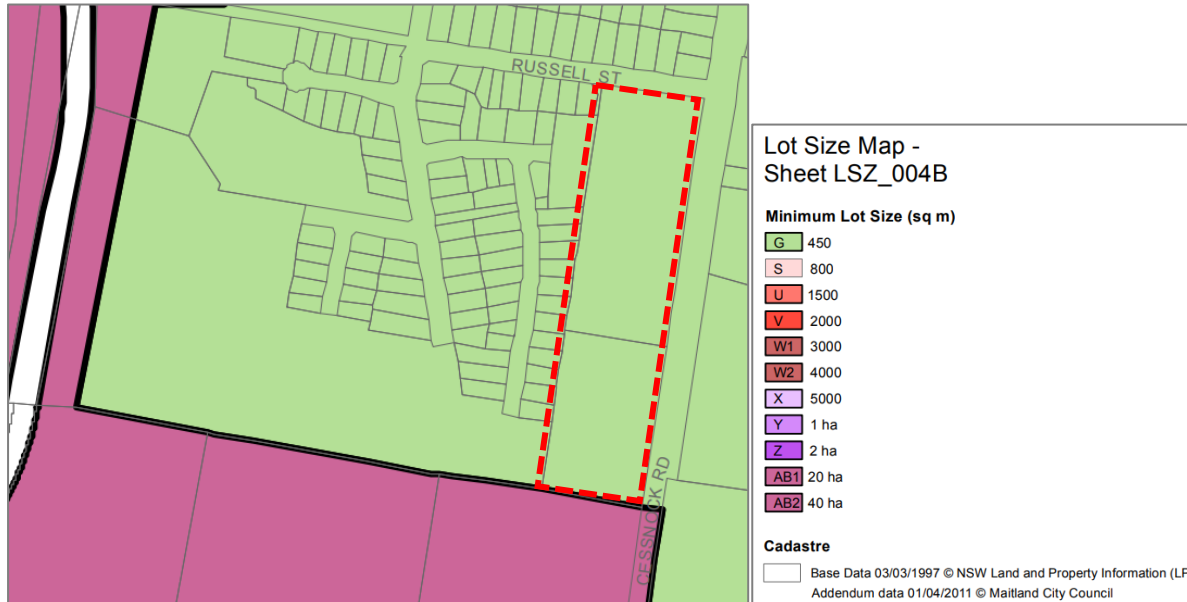 RUSSELL ST
CESSNOCK RD
Lot Size Map -
Sheet LSZ_004B
Minimum Lot Size (sq m)
G 450
S 800
U 1500
V 2000
W1 3000
W2 4000
X 5000
Y 1 ha
Z 2 ha
AB1 20 ha
AB2 40 ha
Cadastre
Base Data 03/03/1997 © NSW Land and Property Information
Addendum data 01/04/2011 © Maitland City Council